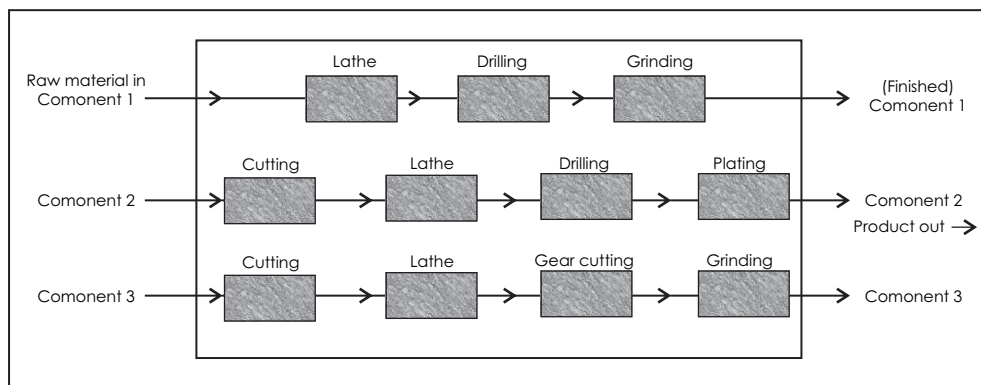 Lathe Drilling Grinding
Raw material in
Comonent 1
(Finished)
Comonent 1
Cutting Lathe Drilling Plating
Comonent 2 Comonent 2
Product out
Cutting Lathe Gear cutting Grinding
Comonent 3 Comonent 3